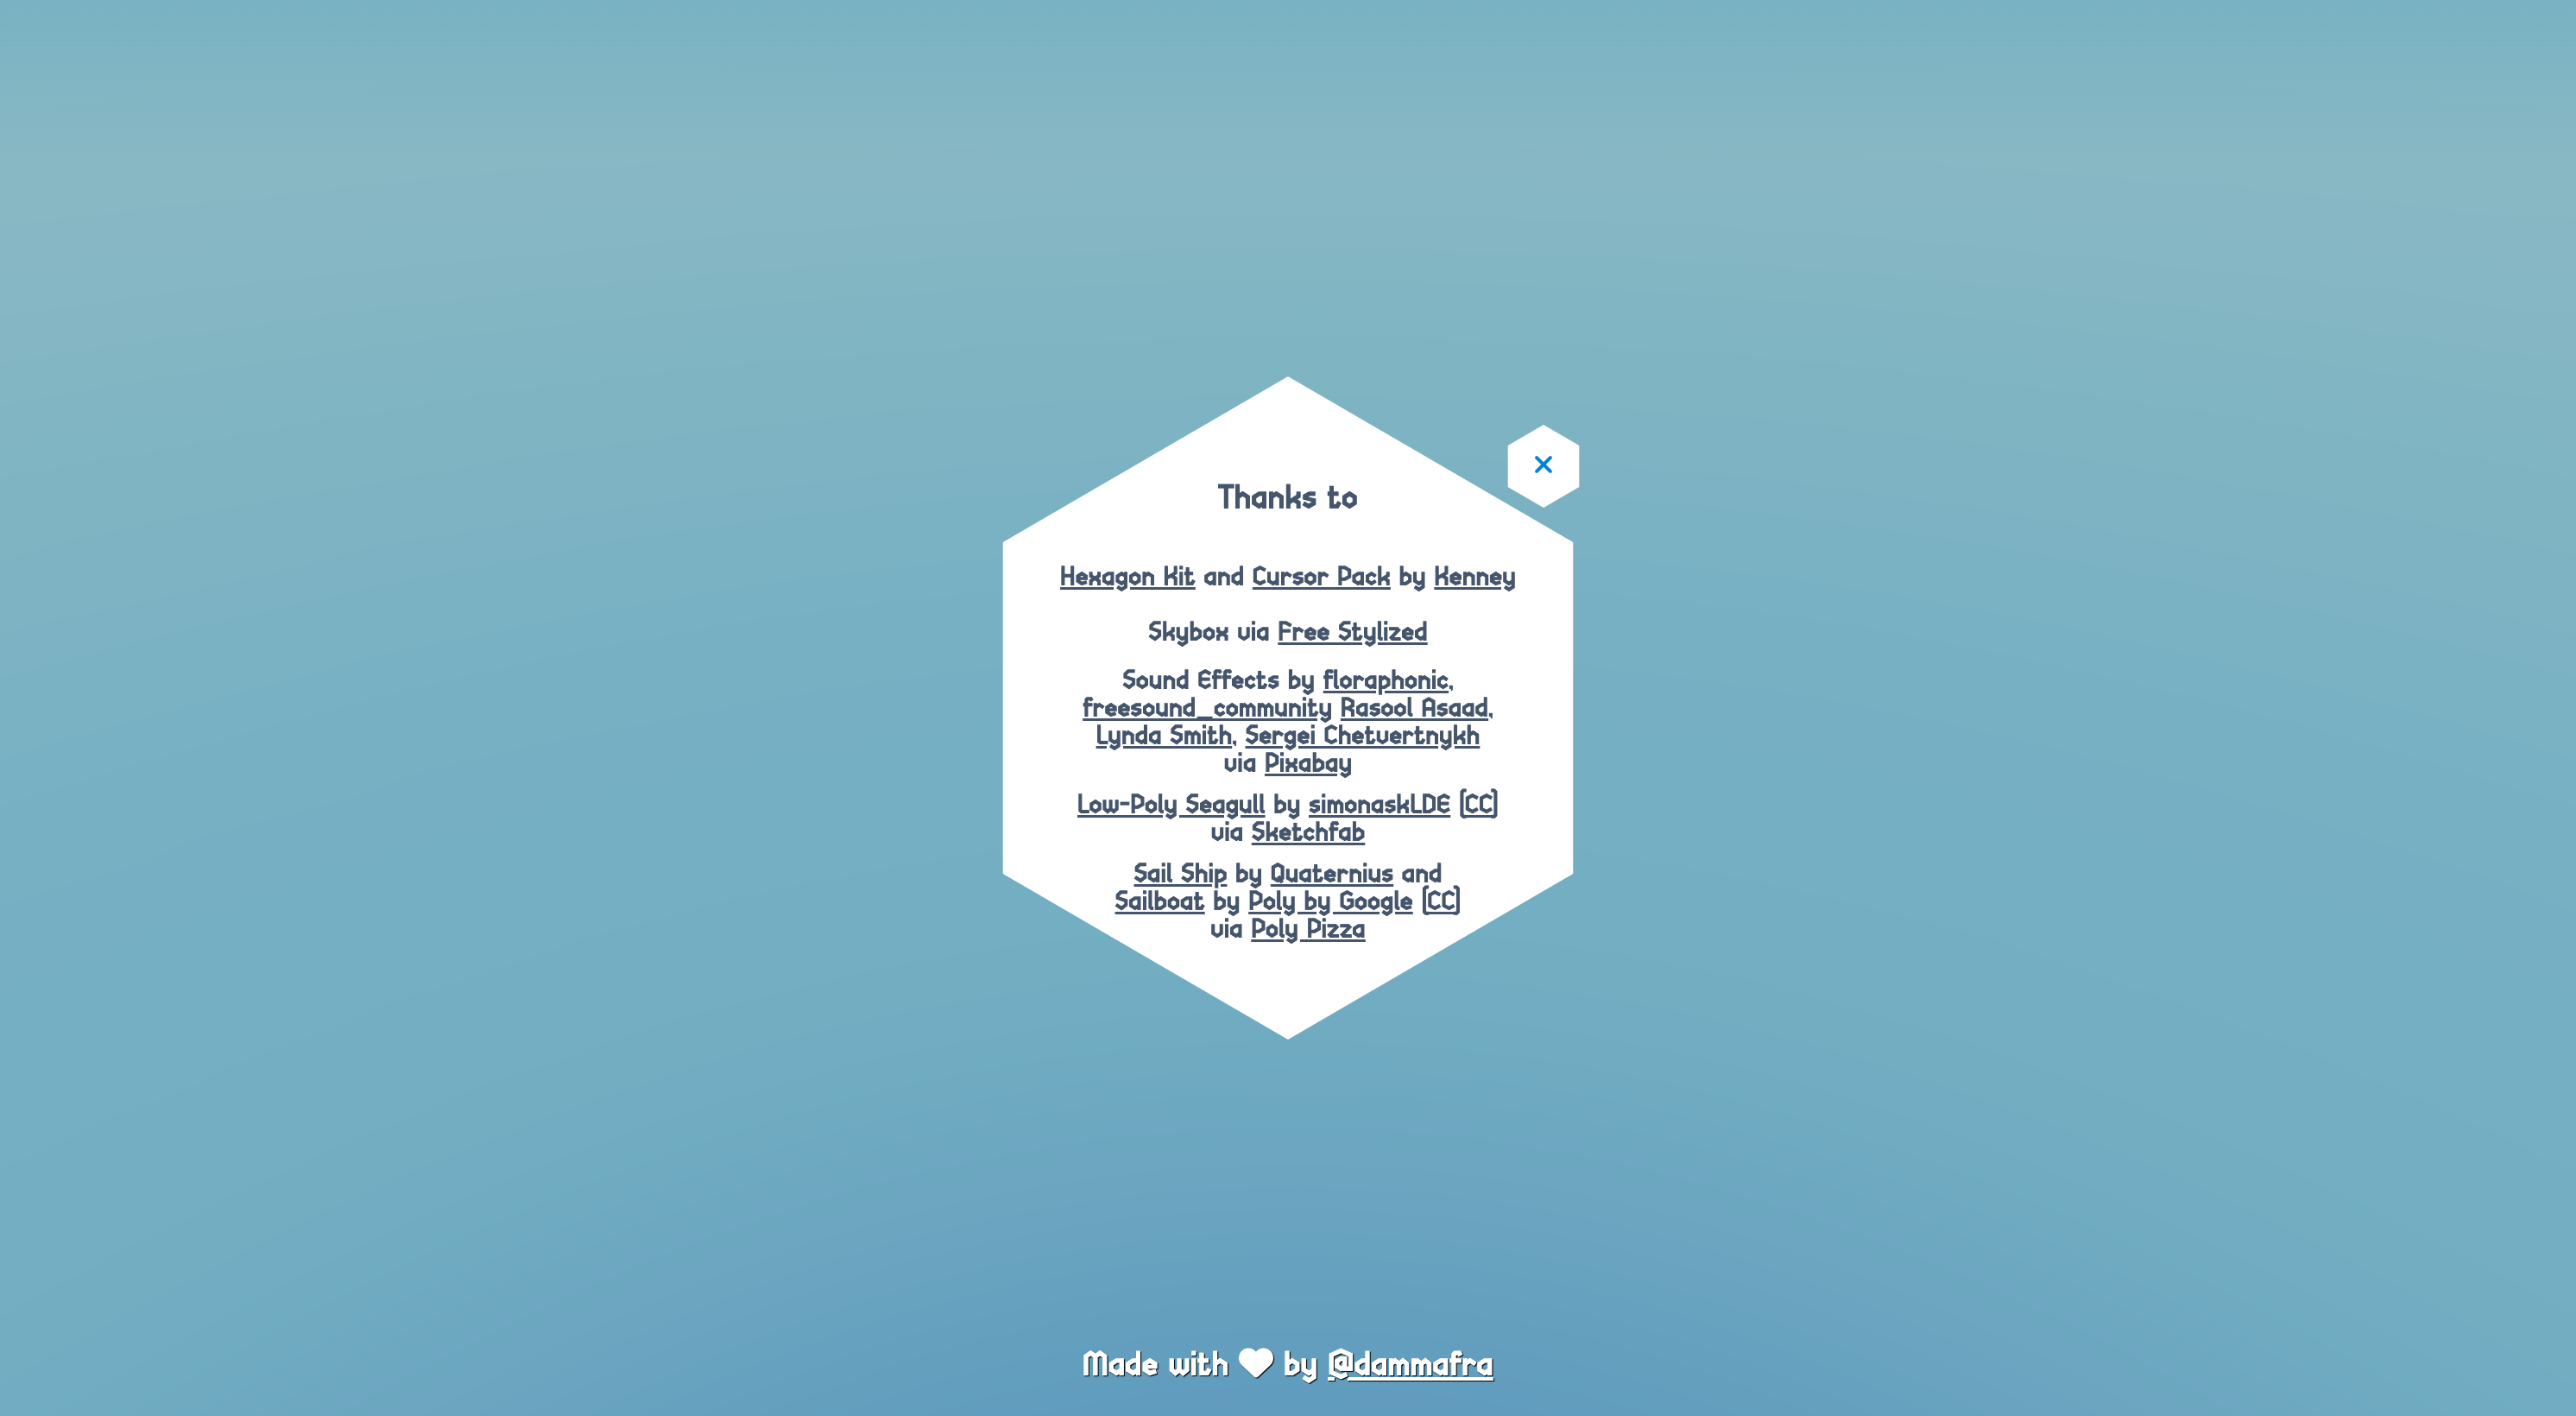 Thanks to
Hexagon Kit and Cursor Pack by Kenney
Skybox via Free Stylized
Sound Effects by floraphonic,
freesound_community Rasool Asaad,
Lynda Smith, Sergei Chetvertnykh
via Pixabay
Low-Poly Seagull by simonaskLDE [CC]
via Sketchfab
Sail Ship by Quaternius and
Sailboat by Poly by Google [CC]
via Poly Pizza
Made with ♥ by @dammafra